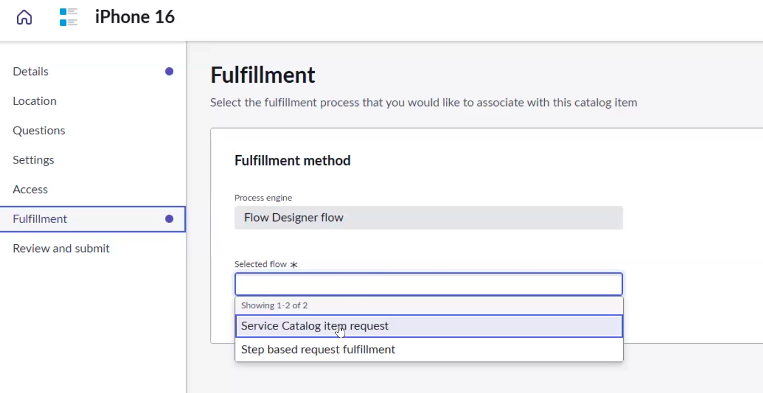 iPhone 16
Details
Location
Questions
Settings
Access
Fulfillment
Review and submit
Fulfillment
Select the fulfillment process that you would like to associate with this catalog item
Fulfillment method
Process engine
Flow Designer flow
Selected flow *
Showing 1-2 of 2
Service Catalog item request
Step based request fulfillment